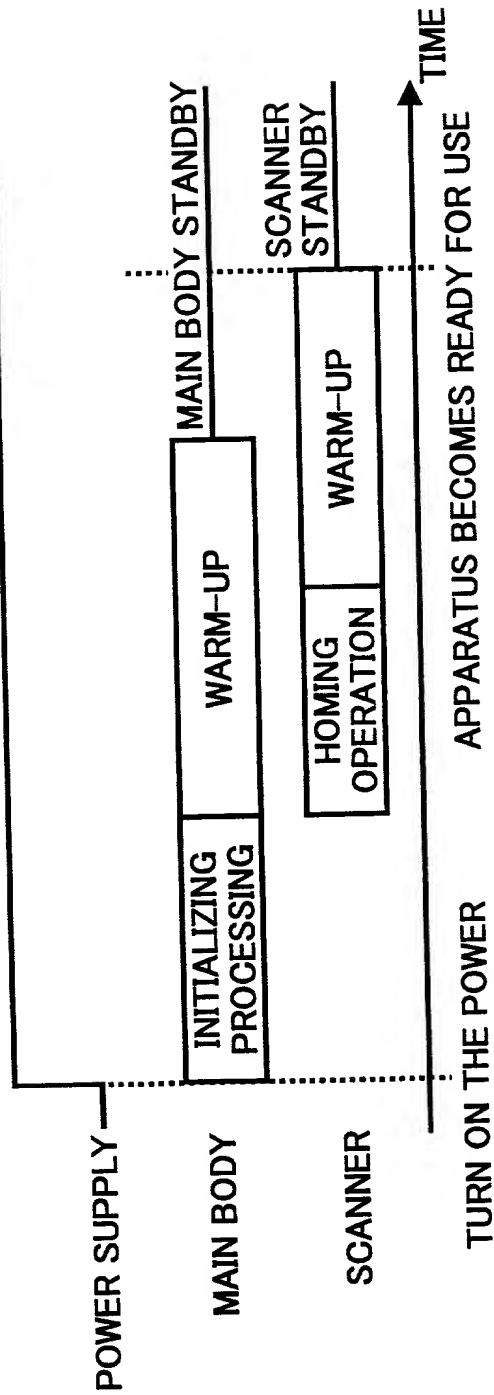 POWER SUPPLY
MAIN BODY
INITIALIZING
PROCESSING
WARM-UP
MAIN BODY STANDBY
SCANNER
HOMING
OPERATION
WARM-UP
SCANNER
STANDBY
TIME
TURN ON THE POWER
APPARATUS BECOMES READY FOR USE